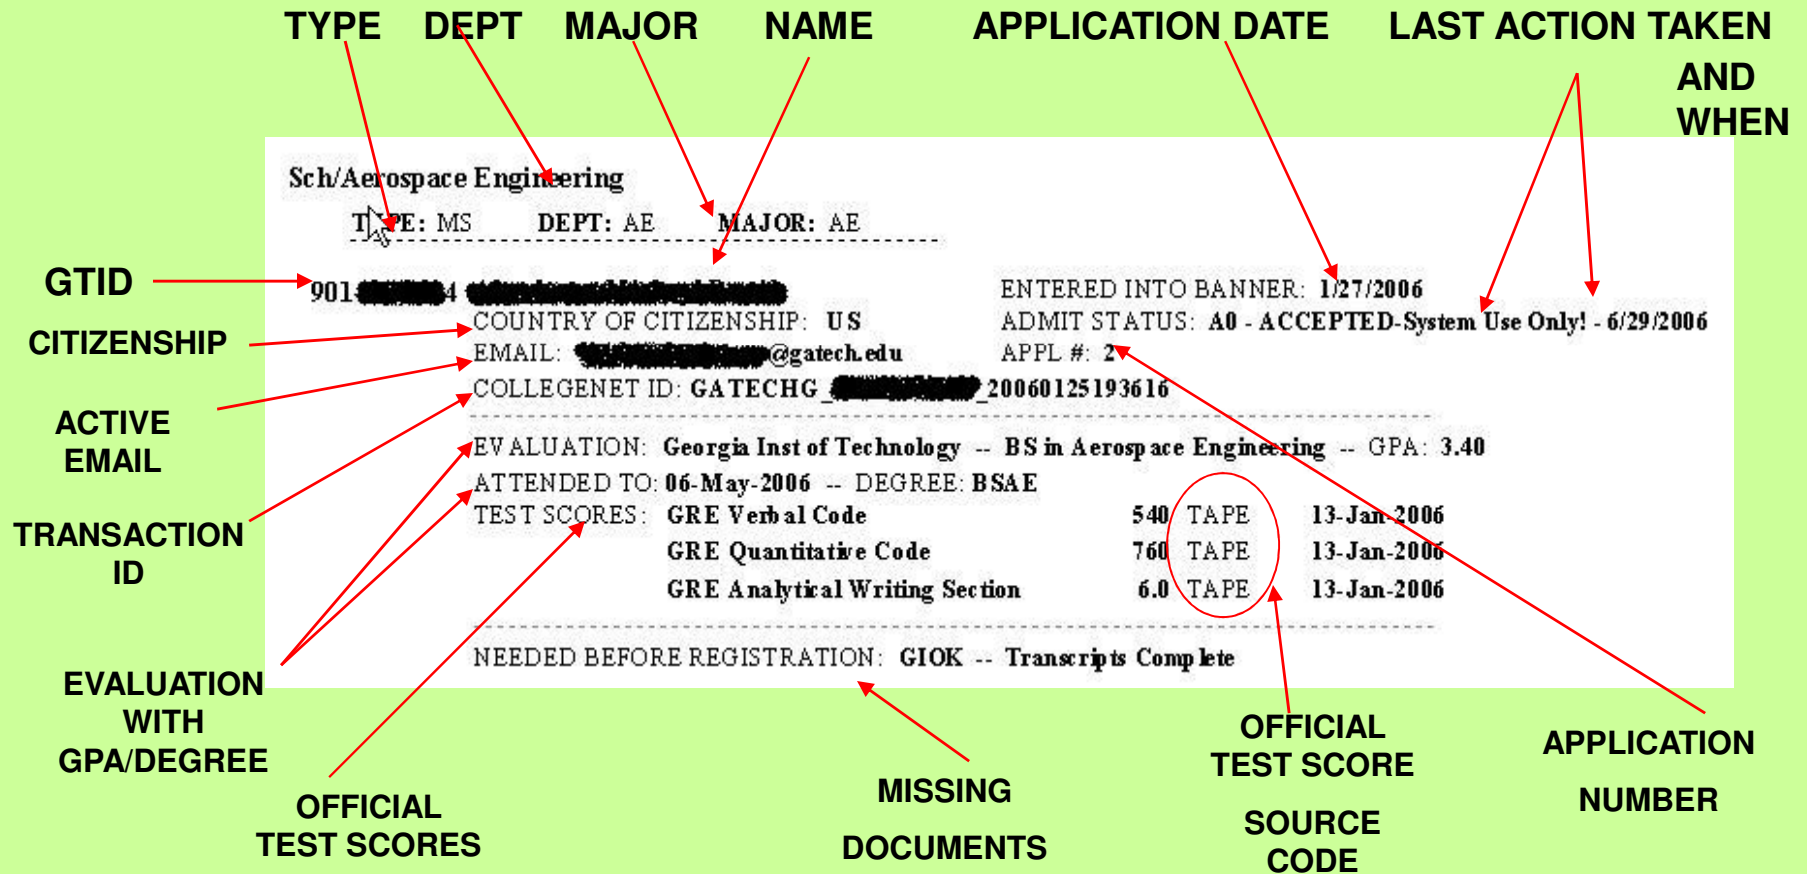 TYPE DEPT MAJOR NAME APPLICATION DATE LAST ACTION TAKEN
AND
WHEN
Sch/Aerospace Engineering
TYPE: MS DEPT: AE MAJOR: AE
GTID
901 4
ENTERED INTO BANNER: 1/27/2006
CITIZENSHIP
COUNTRY OF CITIZENSHIP: US
ADMIT STATUS: A0 - ACCEPTED-System Use Only! - 6/29/2006
EMAIL: @gatech.edu
APPL #: 2
COLLEGENET ID: GATECHG_ _20060125193616
ACTIVE
EMAIL
EVALUATION: Georgia Inst of Technology -- BS in Aerospace Engineering -- GPA: 3.40
ATTENDED TO: 06-May-2006 -- DEGREE: BSAE
TEST SCORES: GRE Verbal Code 540 TAPE 13-Jan-2006
GRE Quantitative Code 760 TAPE 13-Jan-2006
GRE Analytical Writing Section 6.0 TAPE 13-Jan-2006
TRANSACTION
ID
NEEDED BEFORE REGISTRATION: GIOK -- Transcripts Complete
EVALUATION
WITH
GPA/DEGREE
OFFICIAL
TEST SCORES
MISSING
DOCUMENTS
OFFICIAL
TEST SCORE
SOURCE
CODE
APPLICATION
NUMBER